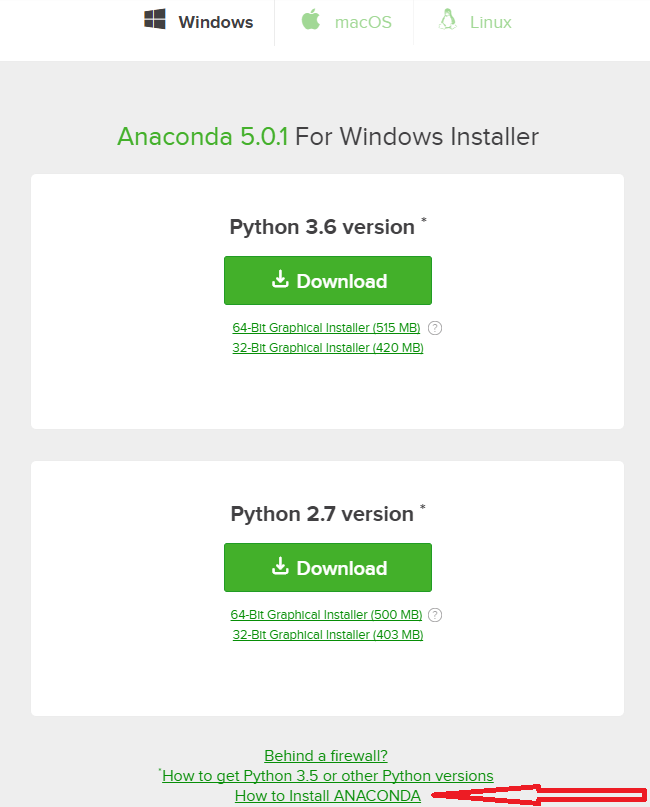 Windows macOS Linux
Anaconda 5.0.1 For Windows Installer
Python 3.6 version *
Download
64-Bit Graphical Installer (515 MB) ?
32-Bit Graphical Installer (420 MB)
Python 2.7 version *
Download
64-Bit Graphical Installer (500 MB) ?
32-Bit Graphical Installer (403 MB)
Behind a firewall?
*How to get Python 3.5 or other Python versions
How to Install ANACONDA